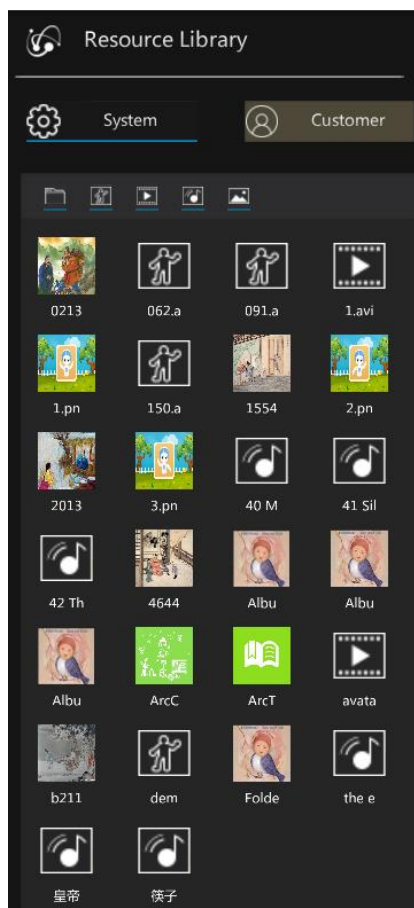 Resource Library
System Customer
0213 062.a 091.a 1.avi
1.pn 150.a 1554 2.pn
2013 3.pn 40 M 41 Sil
42 Th 4644 Albu Albu
Albu ArcC ArcT avata
b211 dem Folde the e
皇帝 筷子